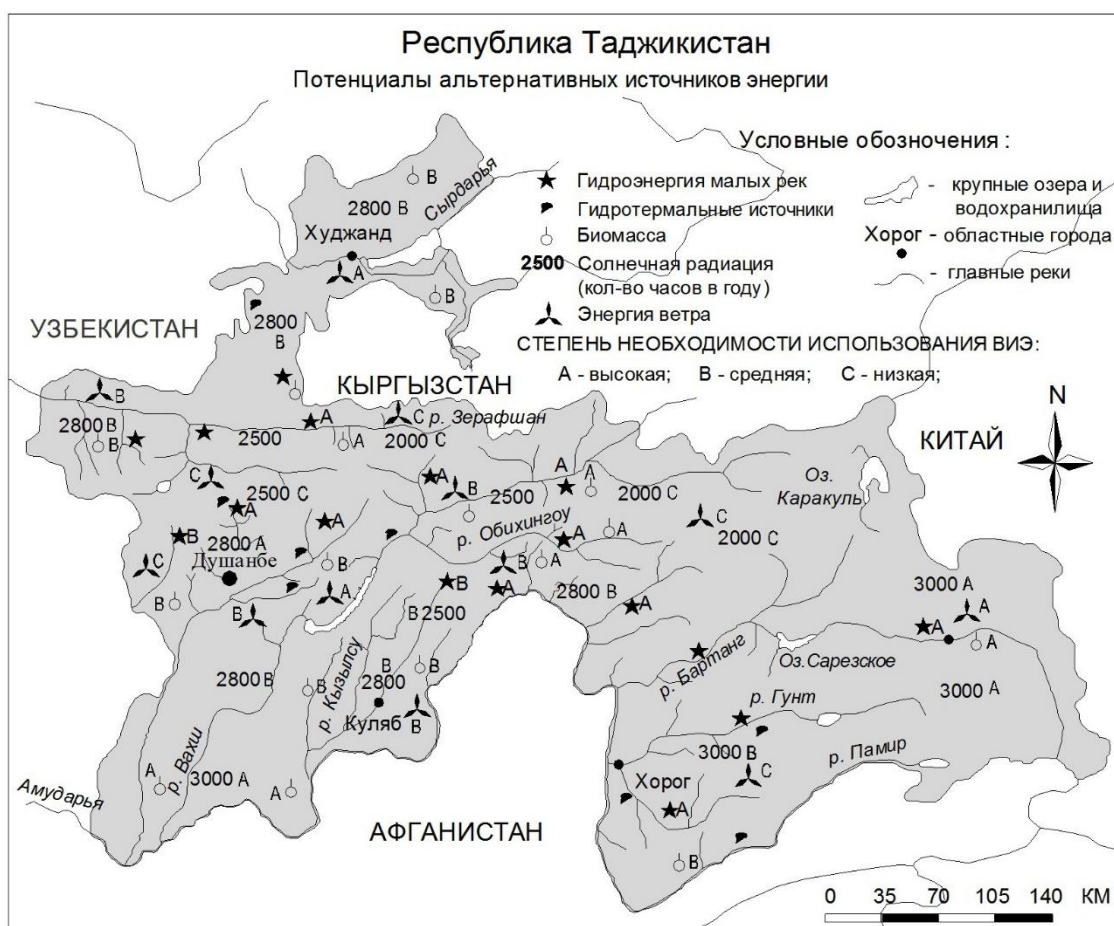 Республика Таджикистан
Потенциалы альтернативных источников энергии
Условные обозночения :
Гидроэнергия малых рек
Гидротермальные источники
Биомасса
2500 Солнечная радиация
(кол-во часов в году)
Энергия ветра
- крупные озера и
водохранилища
Хорог - областные города
- главные реки
СТЕПЕНЬ НЕОБХОДИМОСТИ ИСПОЛЬЗОВАНИЯ ВИЭ:
А - высокая; В - средняя; С - низкая;
N
В
2800 В
Сырдарья
Худжанд
А
В
УЗБЕКИСТАН
2800
В
КЫРГЫЗСТАН
КИТАЙ
В
А
С
р. Зерафшан
2800 В
В
2500
А
2000 С
С
2500 С
А
В
2500
А
А
2000 С
Оз.
Каракуль
А
А
р. Обихингоу
А
А
С
2000 С
В
2800 А
Душанбе
С
В
В
А
А
В
В
В
А
2800 В
А
3000 А
А
А
А
В 2500
В
В
2800
2800 В
В
р. Кызылсу
Куляб
В
р. Бартанг
Оз.Сарезское
р. Гунт
3000 А
3000 В
р. Памир
С
Хорог
А
В
А
р. Вахш
3000 А
А
Амударья
АФГАНИСТАН
0 35 70 105 140 КМ